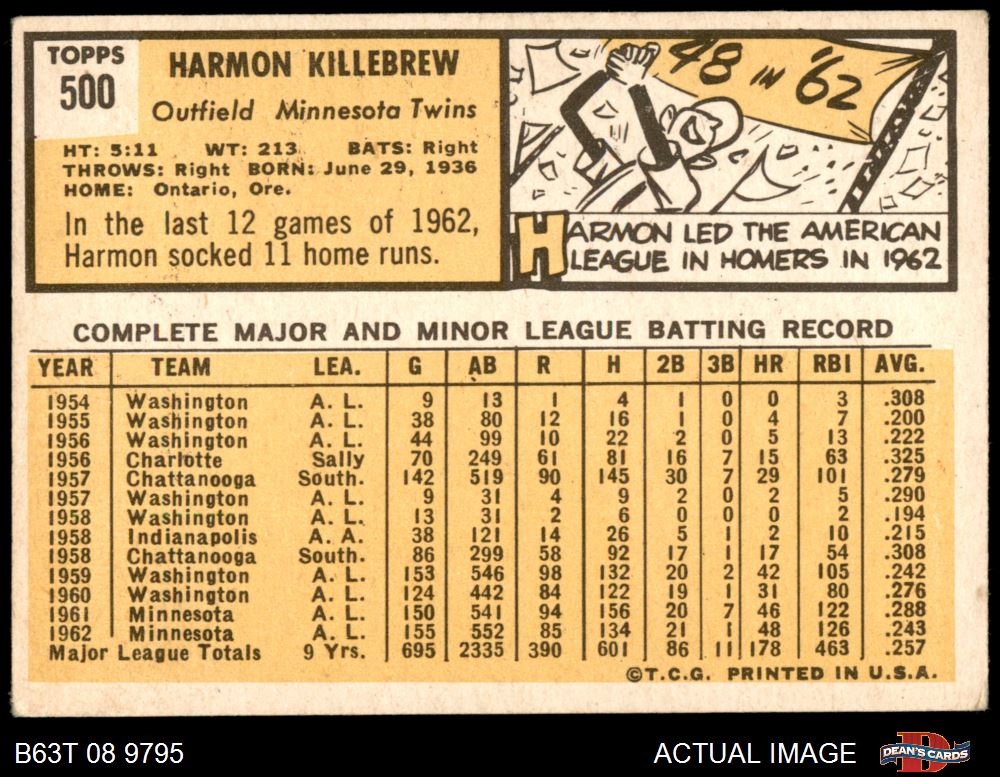 TOPPS
500
HARMON KILLEBREW
Outfield Minnesota Twins
HT: 5:11 WT: 213 BATS: Right
THROWS: Right BORN: June 29, 1936
HOME: Ontario, Ore.
In the last 12 games of 1962,
Harmon socked 11 home runs.
48 IN '62
HARMON LED THE AMERICAN
LEAGUE IN HOMERS IN 1962
COMPLETE MAJOR AND MINOR LEAGUE BATTING RECORD
YEAR TEAM LEA. G AB R H 2B 3B HR RBI AVG.
1954 Washington A. L. 9 13 1 4 1 0 0 3 .308
1955 Washington A. L. 38 80 12 16 1 0 4 7 .200
1956 Washington A. L. 44 99 10 22 2 0 5 13 .222
1956 Charlotte Sally 70 249 61 81 16 7 15 63 .325
1957 Chattanooga South. 142 519 90 145 30 7 29 101 .279
1957 Washington A. L. 9 31 4 9 2 0 2 5 .290
1958 Washington A. L. 13 31 2 6 0 0 0 2 .194
1958 Indianapolis A. A. 38 121 14 26 5 1 2 10 .215
1958 Chattanooga South. 86 299 58 92 17 1 17 54 .308
1959 Washington A. L. 153 546 98 132 20 2 42 105 .242
1960 Washington A. L. 124 442 84 122 19 1 31 80 .276
1961 Minnesota A. L. 150 541 94 156 20 7 46 122 .288
1962 Minnesota A. L. 155 552 85 134 21 1 48 126 .243
Major League Totals 9 Yrs. 695 2335 390 601 86 11 178 463 .257
©T.C.G. PRINTED IN U.S.A.
B63T 08 9795
ACTUAL IMAGE
D
DEAN'S CARDS